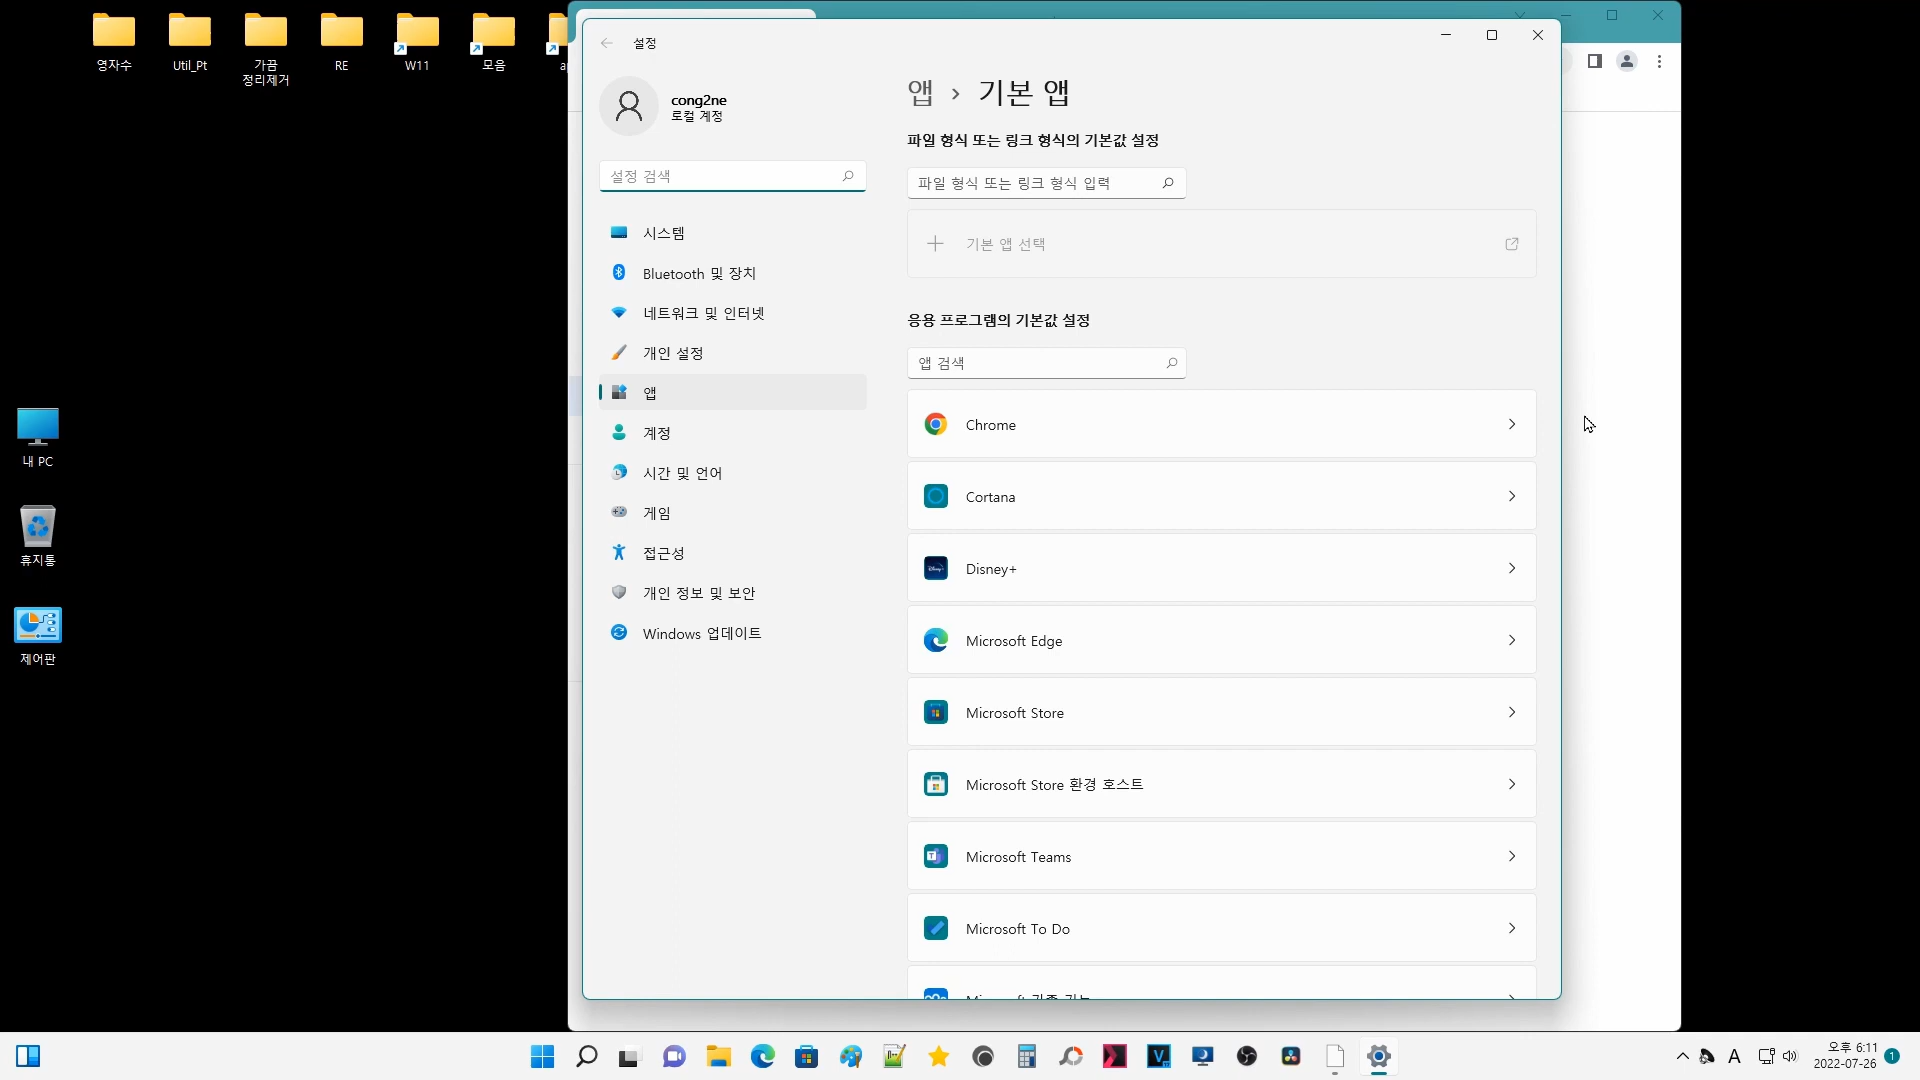 영자수
Util_Pt
가끔
정리제거
RE
W11
모음
내 PC
휴지통
제어판
설정
cong2ne
로컬 계정
설정 검색
시스템
Bluetooth 및 장치
네트워크 및 인터넷
개인 설정
앱
계정
시간 및 언어
게임
접근성
개인 정보 및 보안
Windows 업데이트
앱 › 기본 앱
파일 형식 또는 링크 형식의 기본값 설정
파일 형식 또는 링크 형식 입력
기본 앱 선택
응용 프로그램의 기본값 설정
앱 검색
Chrome
Cortana
Disney+
Microsoft Edge
Microsoft Store
Microsoft Store 환경 호스트
Microsoft Teams
Microsoft To Do
A
오후 6:11
2022-07-26
1